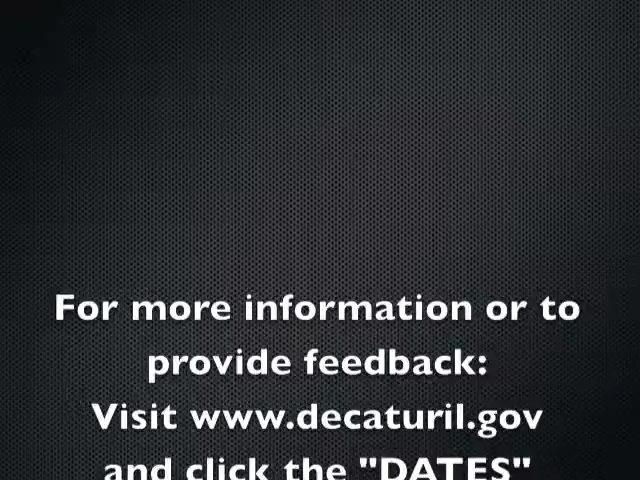 For more information or to
provide feedback:
Visit www.decaturil.gov
and click the "DATES"